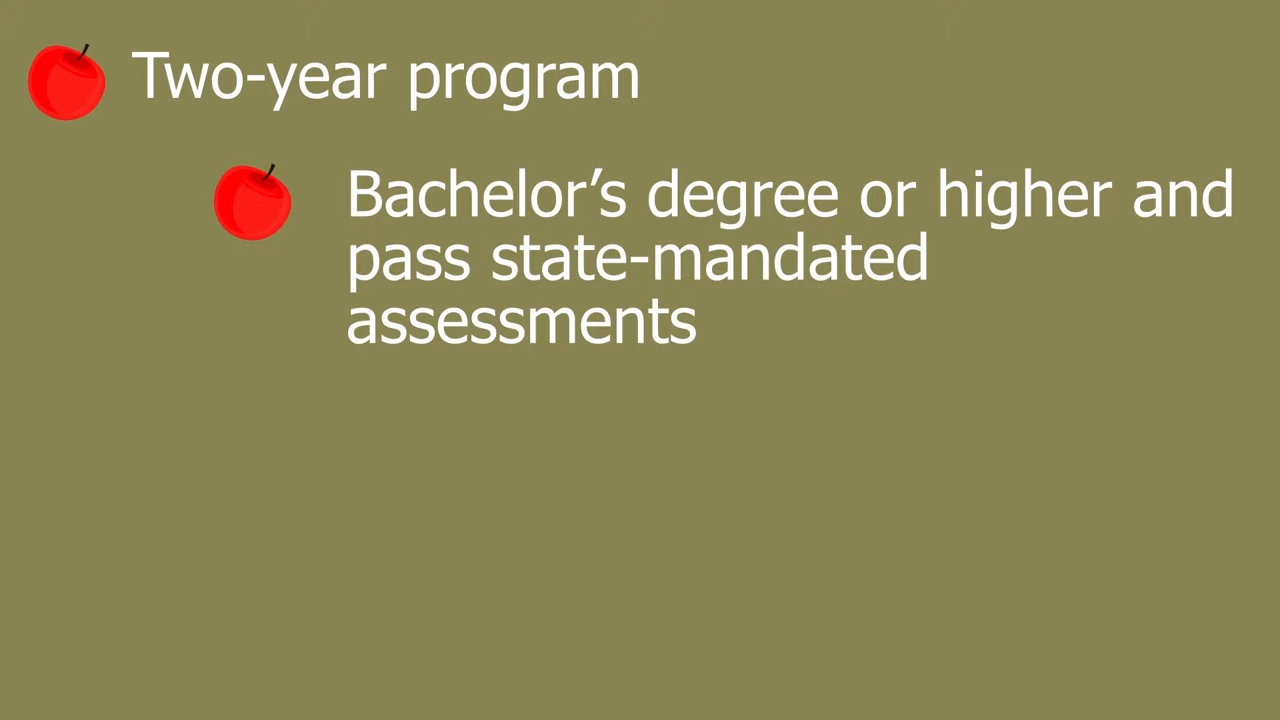 Two-year program
Bachelor’s degree or higher and
pass state-mandated
assessments